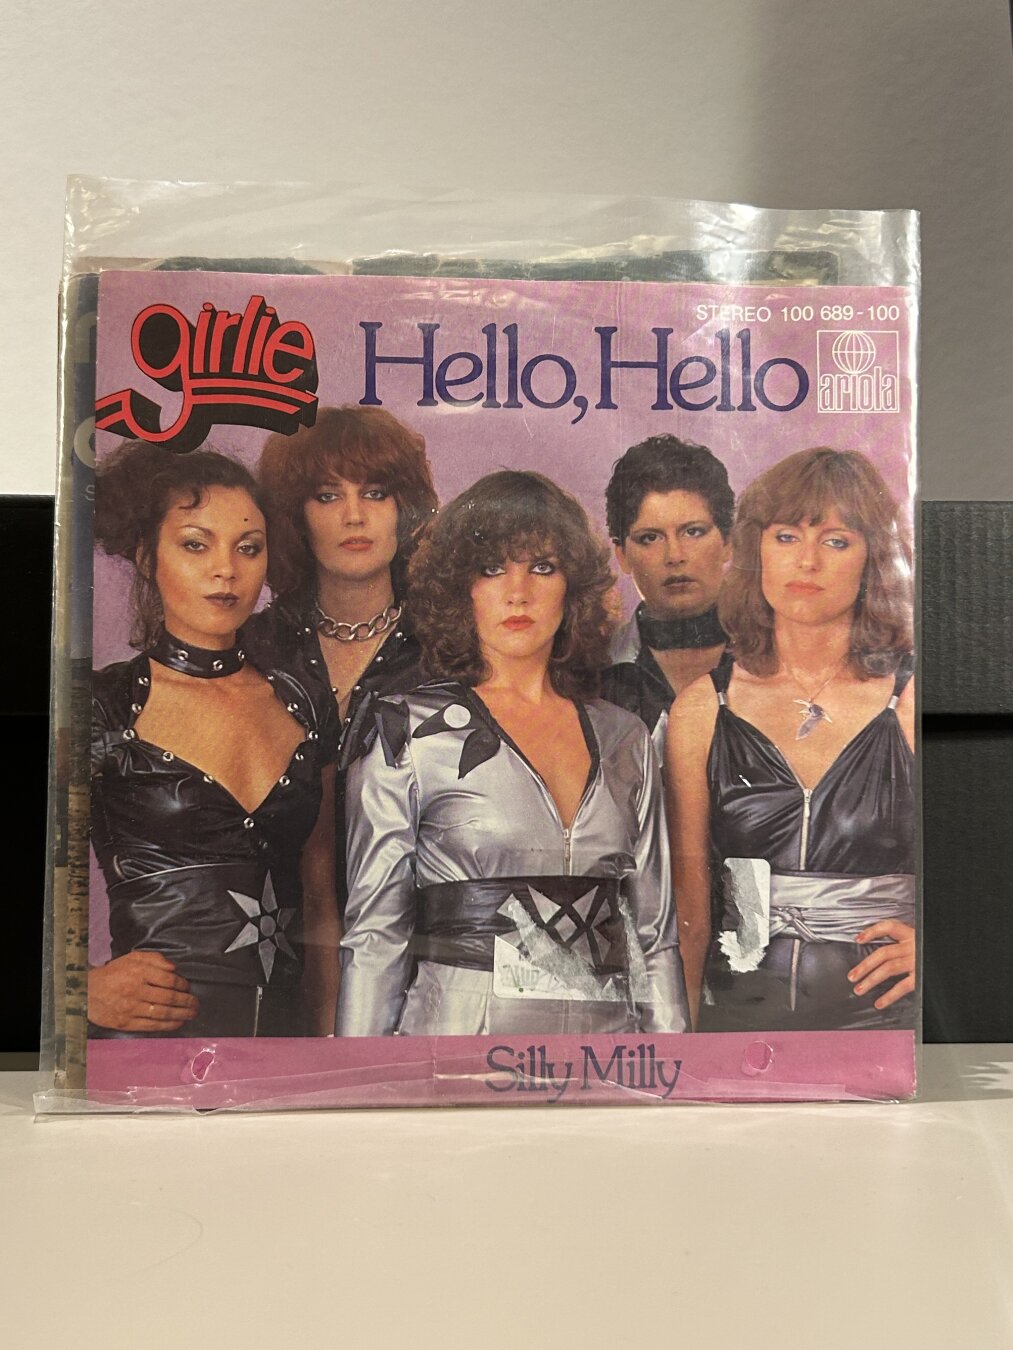 girlie
Hello, Hello
STEREO 100 689-100
ariola
Silly Milly